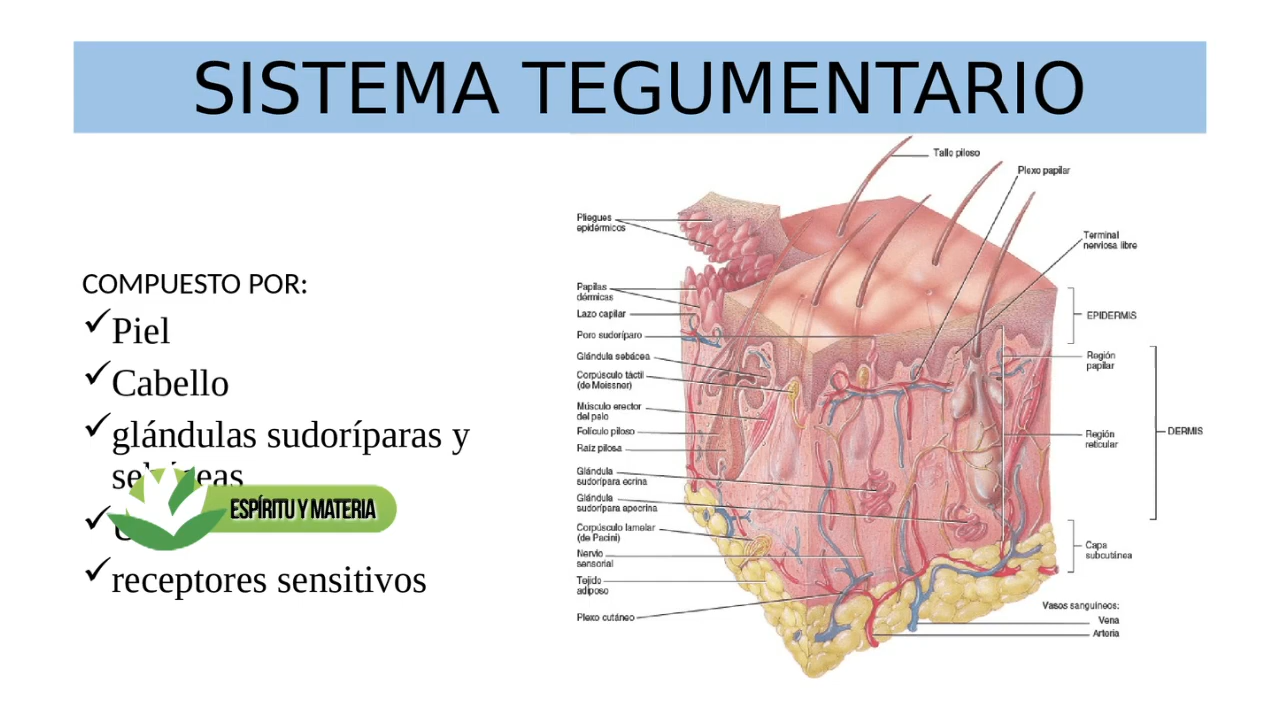 SISTEMA TEGUMENTARIO
COMPUESTO POR:
Piel
Cabello
glándulas sudoríparas y
receptores sensitivos
ESPÍRITU Y MATERIA
Pliegues
epidérmicos
Papilas
dérmicas
Lazo capilar
Poro sudoríparo
Glándula sebácea
Corpúsculo táctil
(de Meissner)
Músculo erector
del pelo
Folículo piloso
Raíz pilosa
Glándula
sudorípara ecrina
Glándula
sudorípara apocrina
Corpúsculo lamelar
(de Pacini)
Nervio
sensorial
Tejido
adiposo
Plexo cutáneo
Tallo piloso
Plexo papilar
Terminal
nerviosa libre
EPIDERMIS
Región
papilar
DERMIS
Región
reticular
Capa
subcutánea
Vasos sanguíneos:
Vena
Arteria